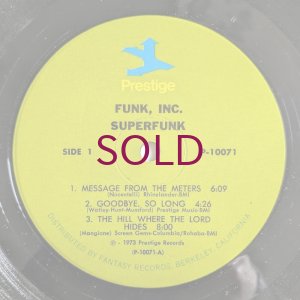 Prestige
FUNK, INC.
SUPERFUNK
SIDE 1 P-10071
SOLD
1. MESSAGE FROM THE METERS 6:09
(Nocentelli) Rhinelander-BMI
2. GOODBYE, SO LONG 4:26
(Watley-Hunt-Mumford) Prestige Music-BMI
3. THE HILL WHERE THE LORD
HIDES 8:00
(Mangione) Screen Gems-Columbia/Rohaba-BMI
℗ - 1973 Prestige Records
(P-10071-A)
DISTRIBUTED BY FANTASY RECORDS, BERKELEY, CALIFORNIA